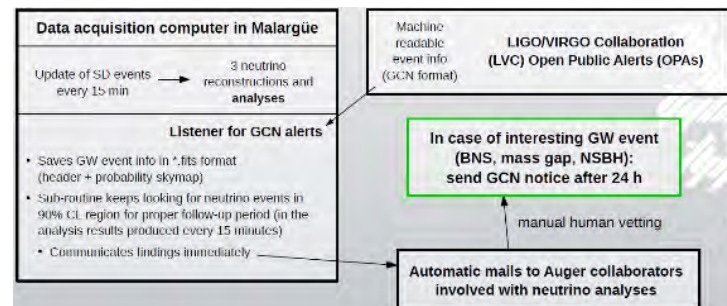 Data acquisition computer in Malargüe
Update of SD events
every 15 min
3 neutrino
reconstructions and
analyses
Listener for GCN alerts
• Saves GW event info in *.fits format
(header + probability skymap)
• Sub-routine keeps looking for neutrino events in
90% CL region for proper follow-up period (in the
analysis results produced every 15 minutes)
• Communicates findings immediately
Machine
readable
event info
(GCN format)
LIGO/VIRGO Collaboration
(LVC) Open Public Alerts (OPAs)
In case of interesting GW event
(BNS, mass gap, NSBH):
send GCN notice after 24 h
manual human vetting
Automatic mails to Auger collaborators
involved with neutrino analyses